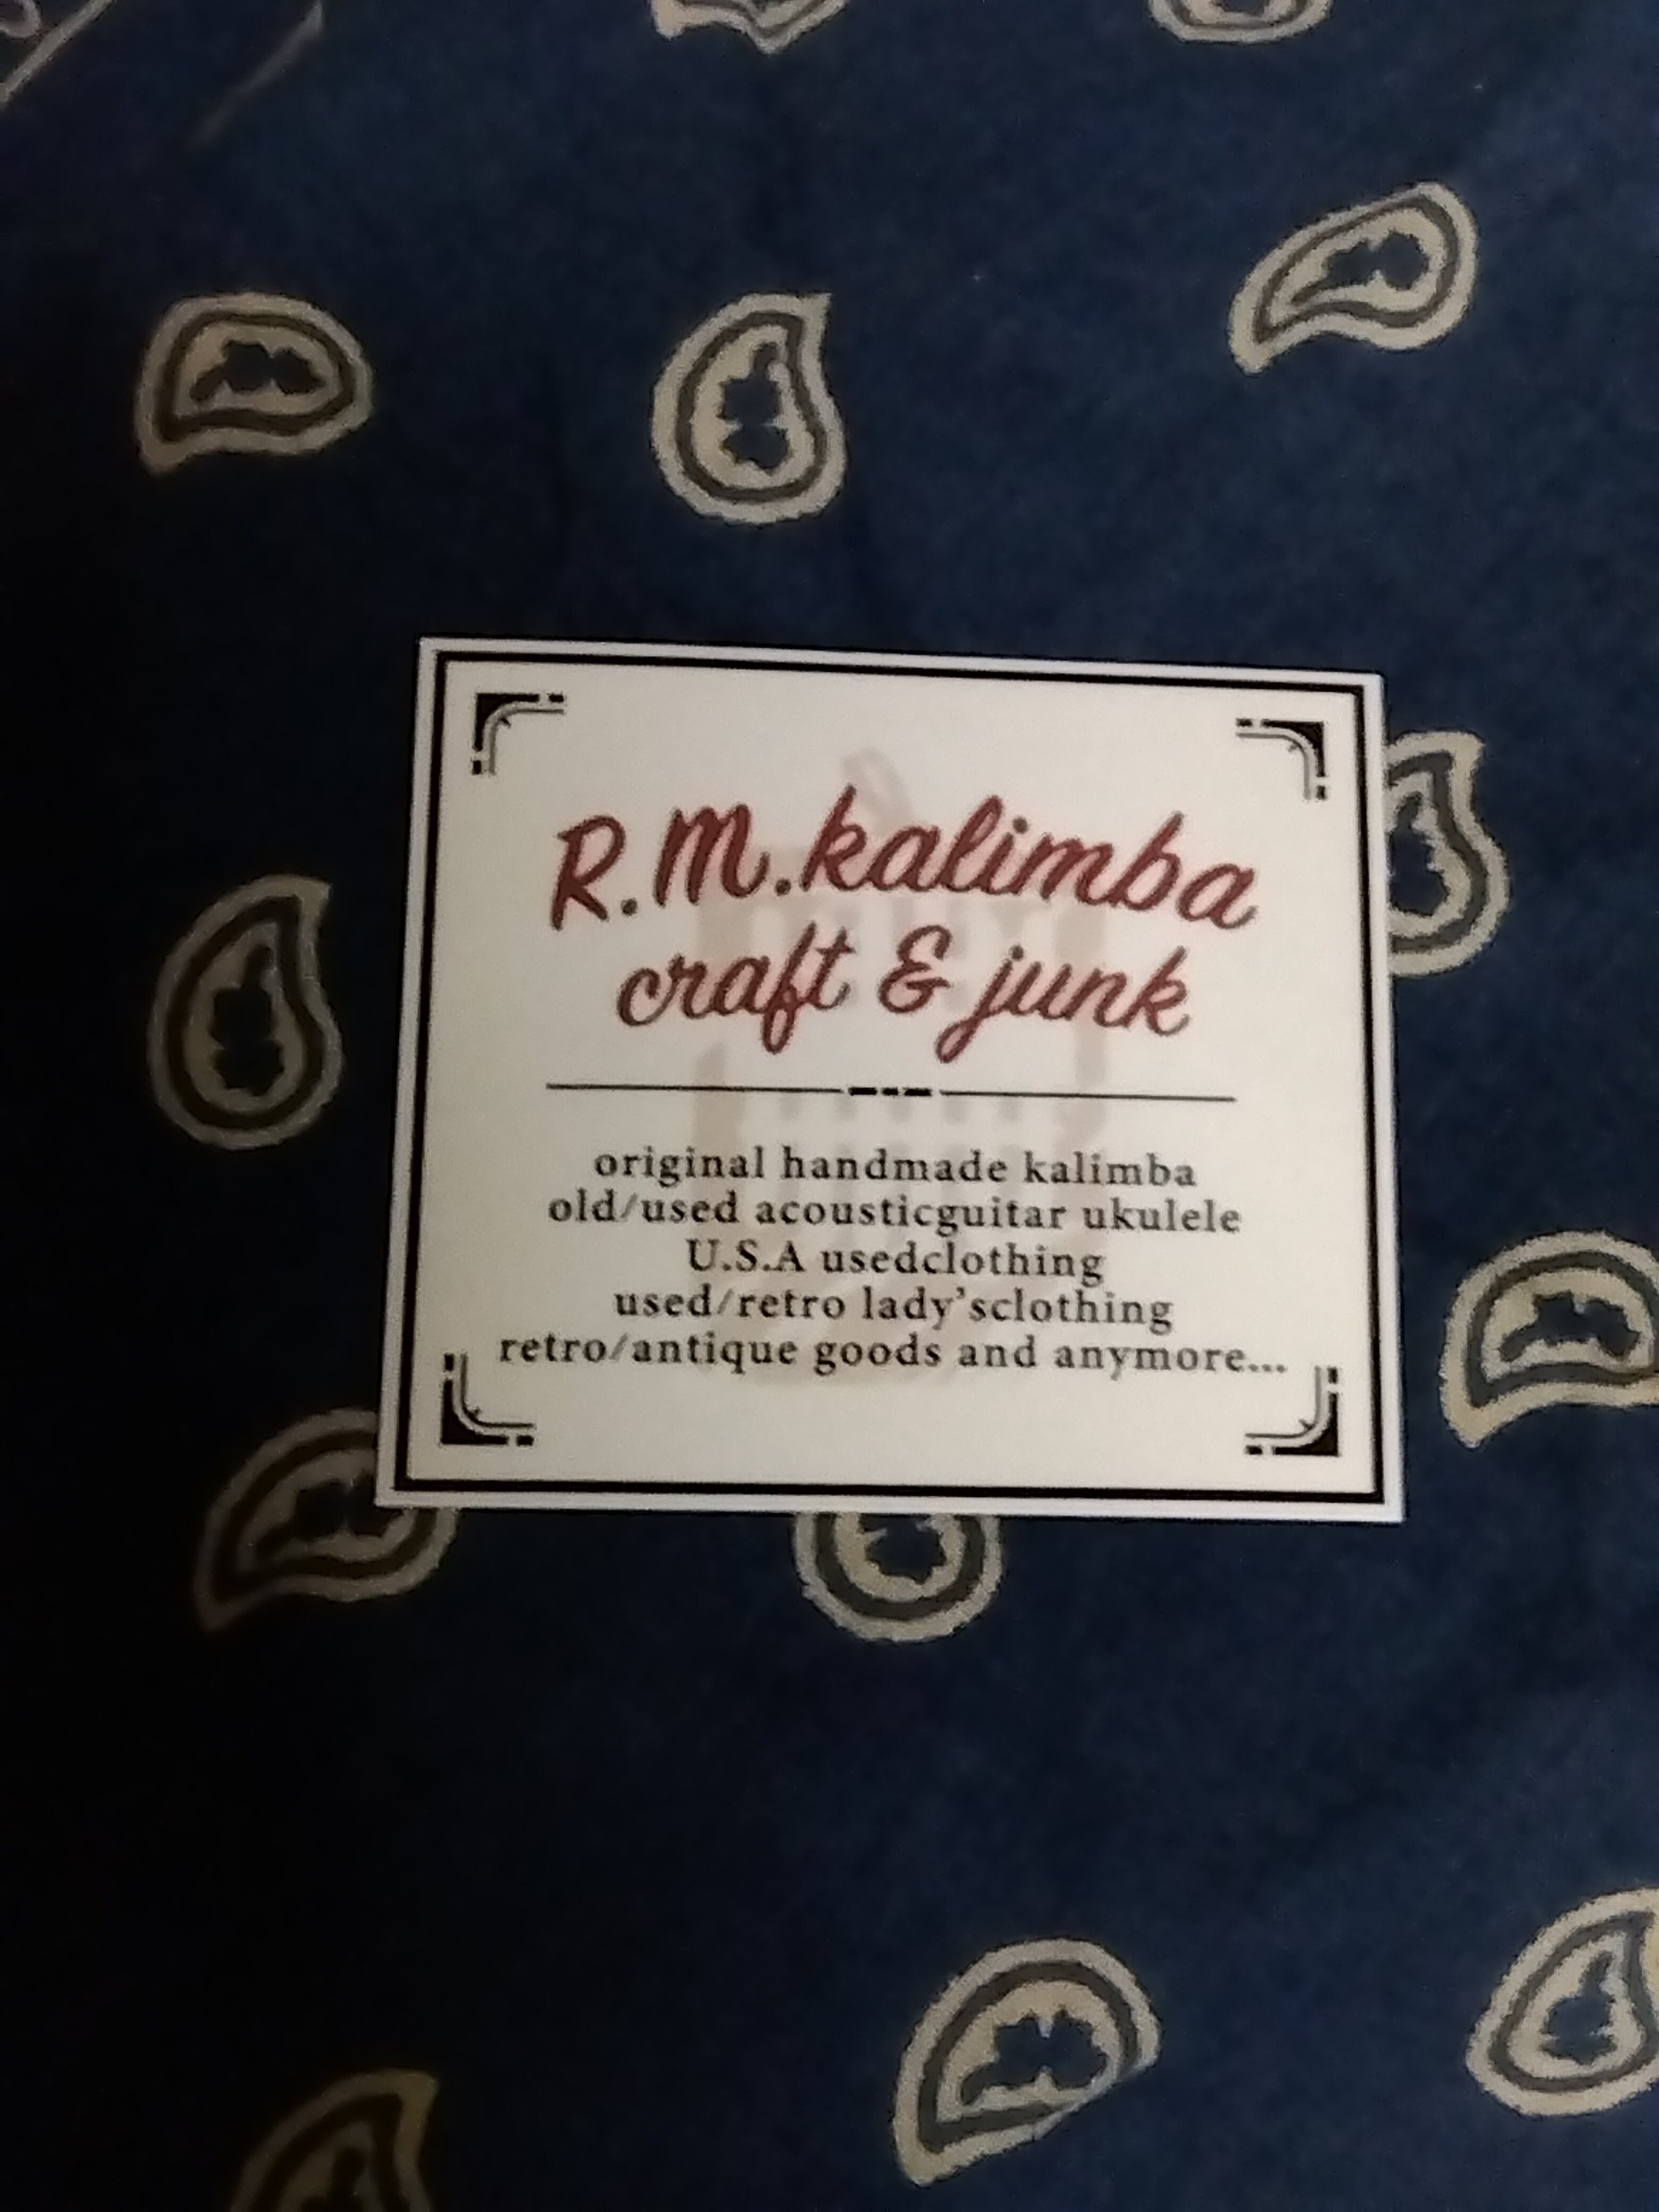 R.M.kalimba
craft & junk
original handmade kalimba
old/used acousticguitar ukulele
U.S.A usedclothing
used/retro lady'sclothing
retro/antique goods and anymore...